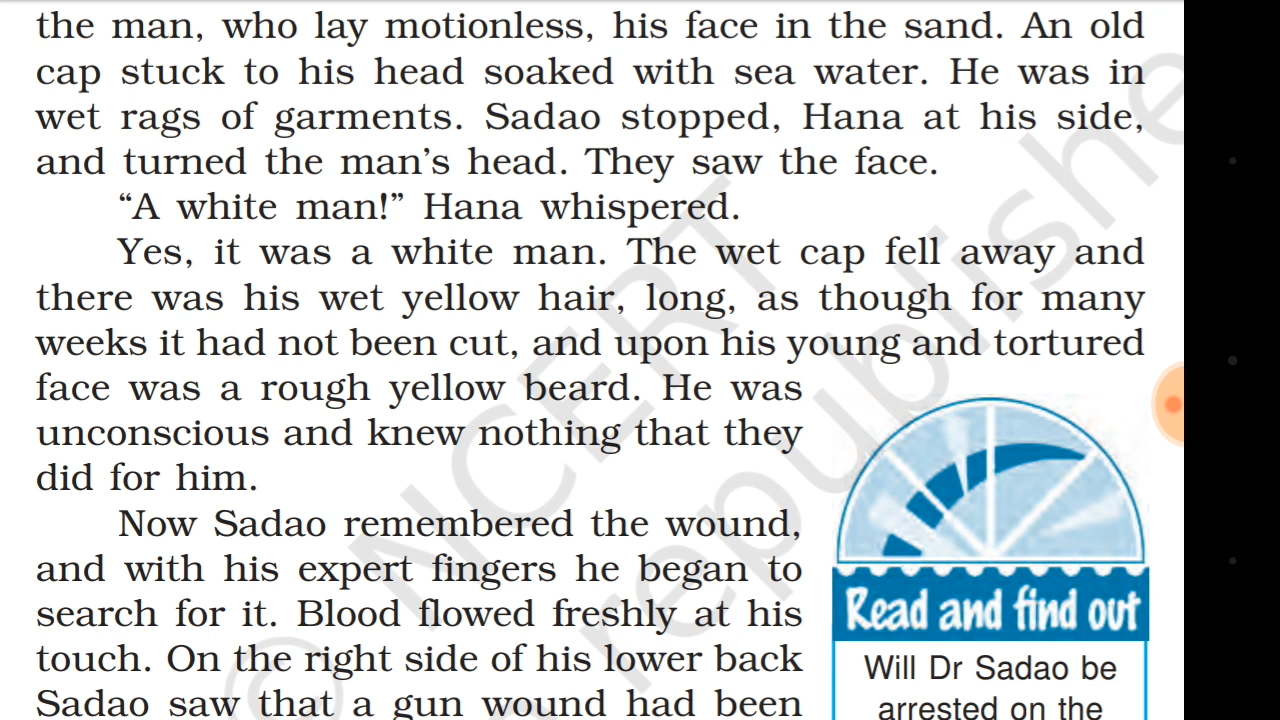 the man, who lay motionless, his face in the sand. An old
cap stuck to his head soaked with sea water. He was in
wet rags of garments. Sadao stopped, Hana at his side,
and turned the man’s head. They saw the face.
“A white man!” Hana whispered.
Yes, it was a white man. The wet cap fell away and
there was his wet yellow hair, long, as though for many
weeks it had not been cut, and upon his young and tortured
face was a rough yellow beard. He was
unconscious and knew nothing that they
did for him.
Now Sadao remembered the wound,
and with his expert fingers he began to
search for it. Blood flowed freshly at his
touch. On the right side of his lower back
Sadao saw that a gun wound had been
Read and find out
Will Dr Sadao be
arrested on the
© NCERT
republishe